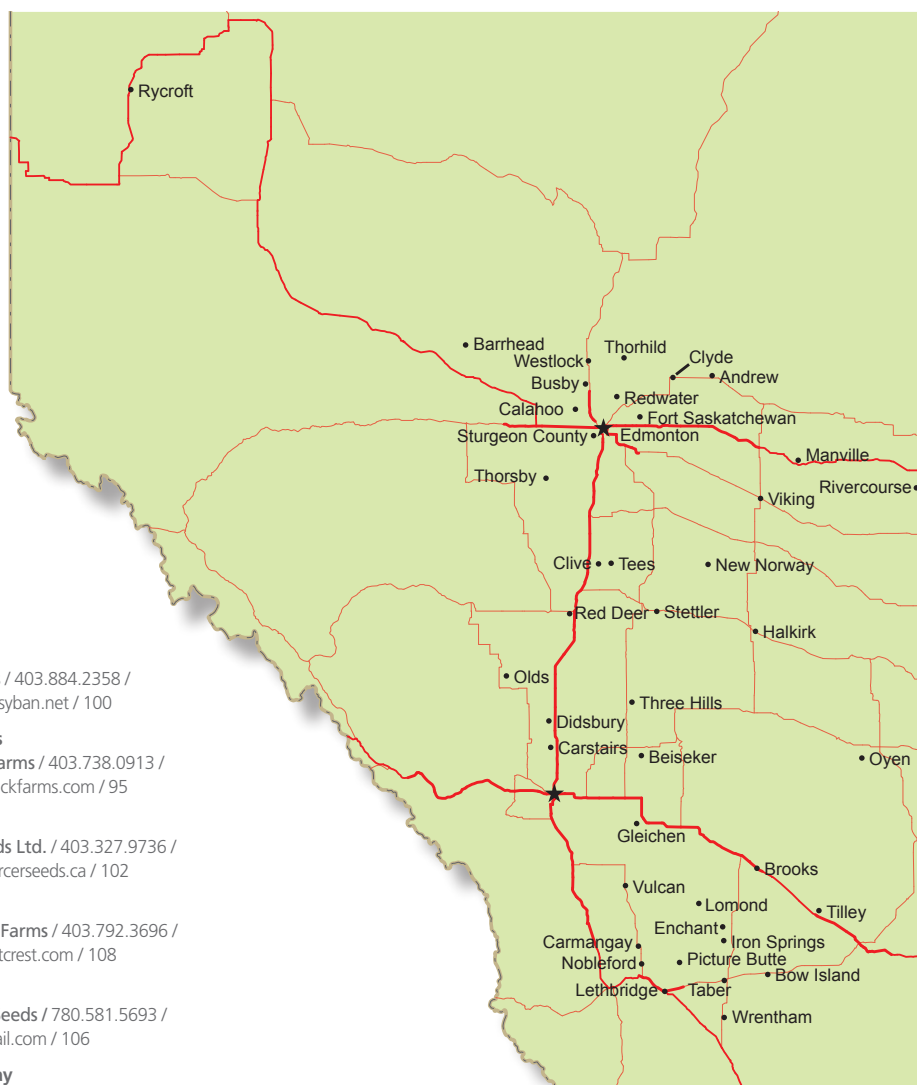 Rycroft
Barrhead
Thorhild
Westlock
Clyde
Andrew
Busby
Redwater
Calahoo
Fort Saskatchewan
Sturgeon County
Edmonton
Manville
Thorsby
Rivercourse
Viking
Clive
Tees
New Norway
Red Deer
Stettler
Halkirk
Olds
Three Hills
Didsbury
Carstairs
Beiseker
Oyen
Gleichen
Brooks
Vulcan
Lomond
Tilley
Enchant
Carmangay
Iron Springs
Nobleford
Picture Butte
Bow Island
Lethbridge
Taber
Wrentham
/ 403.884.2358 /
syban.net / 100
s
arms / 403.738.0913 /
ckfarms.com / 95
ds Ltd. / 403.327.9736 /
rcerseeds.ca / 102
Farms / 403.792.3696 /
tcrest.com / 108
eeds / 780.581.5693 /
ail.com / 106
ay